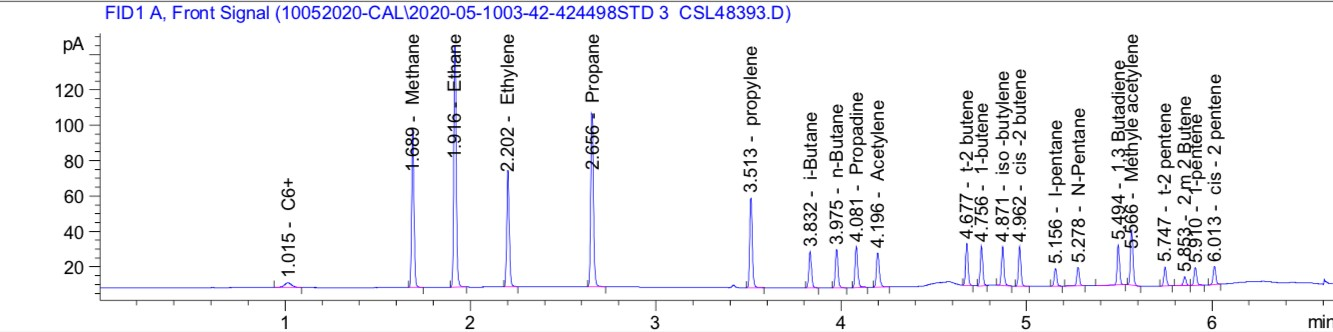 FID1 A, Front Signal (10052020-CAL\2020-05-1003-42-424498STD 3 CSL48393.D)
pA
120
100
80
60
40
20
1.015 - C6+
1.689 - Methane
1.916 - Ethane
2.202 - Ethylene
2.656 - Propane
3.513 - propylene
3.832 - i-Butane
3.975 - n-Butane
4.081 - Propadine
4.196 - Acetylene
4.677 - t-2 butene
4.756 - 1-butene
4.871 - iso -butylene
4.962 - cis -2 butene
5.156 - I-pentane
5.278 - N-Pentane
5.494 - 1,3 Butadiene
5.566 - Methyle acetylene
5.747 - t-2 pentene
5.853 - 2 m 2 Butene
5.910 - 1-pentene
6.013 - cis - 2 pentene
1
2
3
4
5
6
min